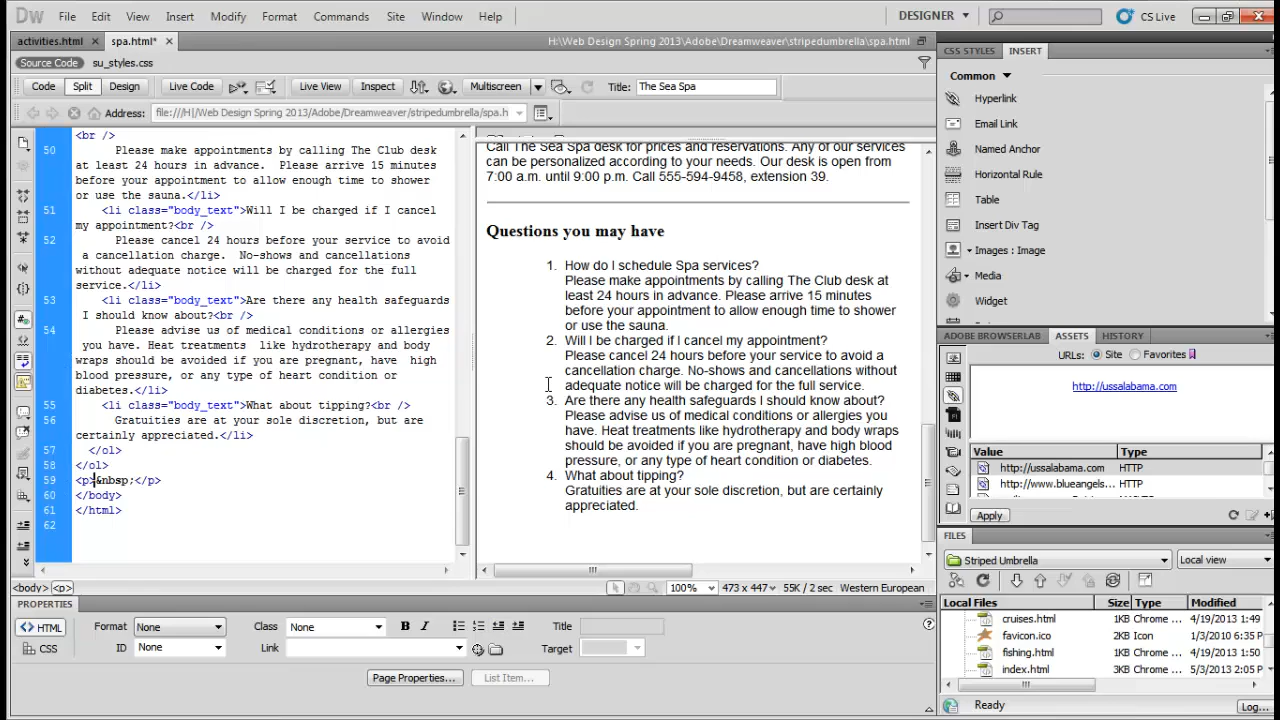 Dw File Edit View Insert Modify Format Commands Site Window Help DESIGNER CS Live
activities.html spa.html* H:\Web Design Spring 2013\Adobe\Dreamweaver\stripedumbrella\spa.html
Source Code su_styles.css
Code Split Design Live Code Live View Inspect Multiscreen Title: The Sea Spa
Address: file:///H|/Web Design Spring 2013/Adobe/Dreamweaver/stripedumbrella/spa.h
<br />
50 Please make appointments by calling The Club desk
at least 24 hours in advance. Please arrive 15 minutes
before your appointment to allow enough time to shower
or use the sauna.</li>
51 <li class="body_text">Will I be charged if I cancel
my appointment?<br />
52 Please cancel 24 hours before your service to avoid
a cancellation charge. No-shows and cancellations
without adequate notice will be charged for the full
service.</li>
53 <li class="body_text">Are there any health safeguards
I should know about?<br />
54 Please advise us of medical conditions or allergies
you have. Heat treatments like hydrotherapy and body
wraps should be avoided if you are pregnant, have high
blood pressure, or any type of heart condition or
diabetes.</li>
55 <li class="body_text">What about tipping?<br />
56 Gratuities are at your sole discretion, but are
certainly appreciated.</li>
57 </ol>
58 </ol>
59 <p>&nbsp;</p>
60 </body>
61 </html>
62
Call The Sea Spa desk for prices and reservations. Any of our services
can be personalized according to your needs. Our desk is open from
7:00 a.m. until 9:00 p.m. Call 555-594-9458, extension 39.
Questions you may have
1. How do I schedule Spa services?
Please make appointments by calling The Club desk at
least 24 hours in advance. Please arrive 15 minutes
before your appointment to allow enough time to shower
or use the sauna.
2. Will I be charged if I cancel my appointment?
Please cancel 24 hours before your service to avoid a
cancellation charge. No-shows and cancellations without
adequate notice will be charged for the full service.
3. Are there any health safeguards I should know about?
Please advise us of medical conditions or allergies you
have. Heat treatments like hydrotherapy and body wraps
should be avoided if you are pregnant, have high blood
pressure, or any type of heart condition or diabetes.
4. What about tipping?
Gratuities are at your sole discretion, but are certainly
appreciated.
<body> <p> 100% 473 x 447 55K / 2 sec Western European
PROPERTIES
HTML Format None Class None B I Title
CSS ID None Link Target
Page Properties... List Item...
CSS STYLES INSERT
Common
Hyperlink
Email Link
Named Anchor
Horizontal Rule
Table
Insert Div Tag
Images : Image
Media
Widget
ADOBE BROWSERLAB ASSETS HISTORY
URLs: Site Favorites
http://ussalabama.com
Value Type
http://ussalabama.com HTTP
http://www.blueangels... HTTP
Apply
FILES
Striped Umbrella Local view
Local Files Size Type Modified
cruises.html 1KB Chrome ... 4/19/2013 1:49
favicon.ico 2KB Icon 1/3/2010 6:35 P
fishing.html 1KB Chrome ... 4/19/2013 1:50
index.html 3KB Chrome ... 5/3/2013 2:05 P
Ready Log...